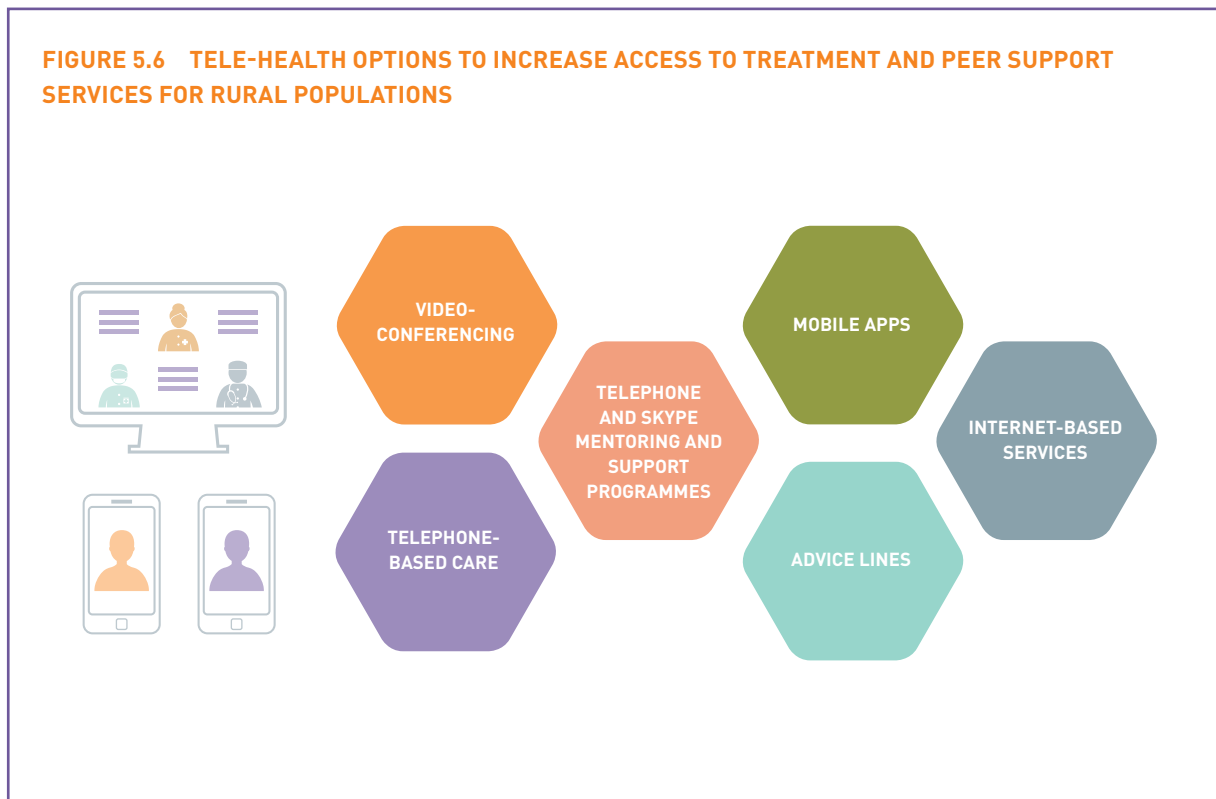 FIGURE 5.6 TELE-HEALTH OPTIONS TO INCREASE ACCESS TO TREATMENT AND PEER SUPPORT
SERVICES FOR RURAL POPULATIONS
VIDEO-
CONFERENCING
TELEPHONE-
BASED CARE
TELEPHONE
AND SKYPE
MENTORING AND
SUPPORT
PROGRAMMES
MOBILE APPS
ADVICE LINES
INTERNET-BASED
SERVICES